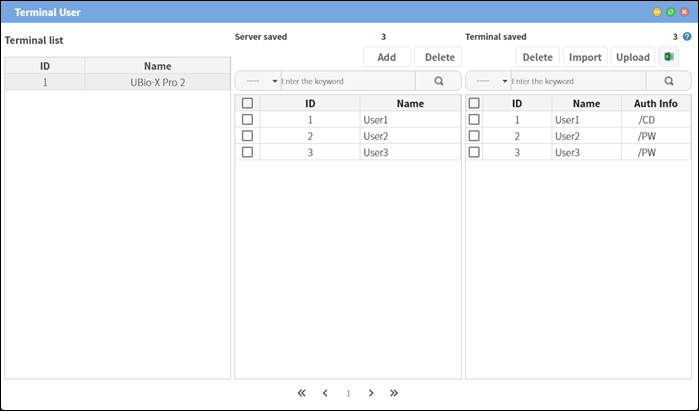 Terminal User
Terminal list
ID Name
1 UBio-X Pro 2
Server saved 3
Add Delete
----- Enter the keyword
ID Name
1 User1
2 User2
3 User3
Terminal saved 3 ?
Delete Import Upload
----- Enter the keyword
ID Name Auth Info
1 User1 /CD
2 User2 /PW
3 User3 /PW
« ‹ 1 › »